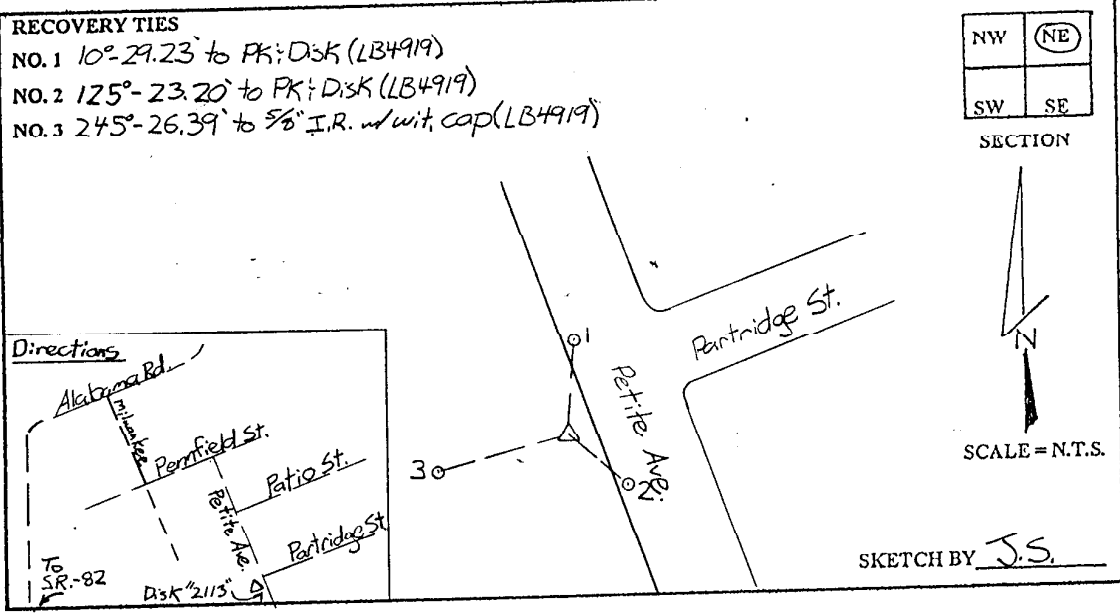 RECOVERY TIES
NO. 1 10°-29.23' to PK & Disk (LB4919)
NO. 2 125°-23.20' to PK & Disk (LB4919)
NO. 3 245°-26.39' to 5/8" I.R. w/ wit. cap (LB4919)
NW NE
SW SE
SECTION
1
Partridge St.
Petite Ave.
3
2
N
SCALE = N.T.S.
SKETCH BY J.S.
Directions
Alabama Rd.
Milwaukee
Pennfield St.
Patio St.
Petite Ave.
Partridge St
To
S.R.-82
Disk "2113"